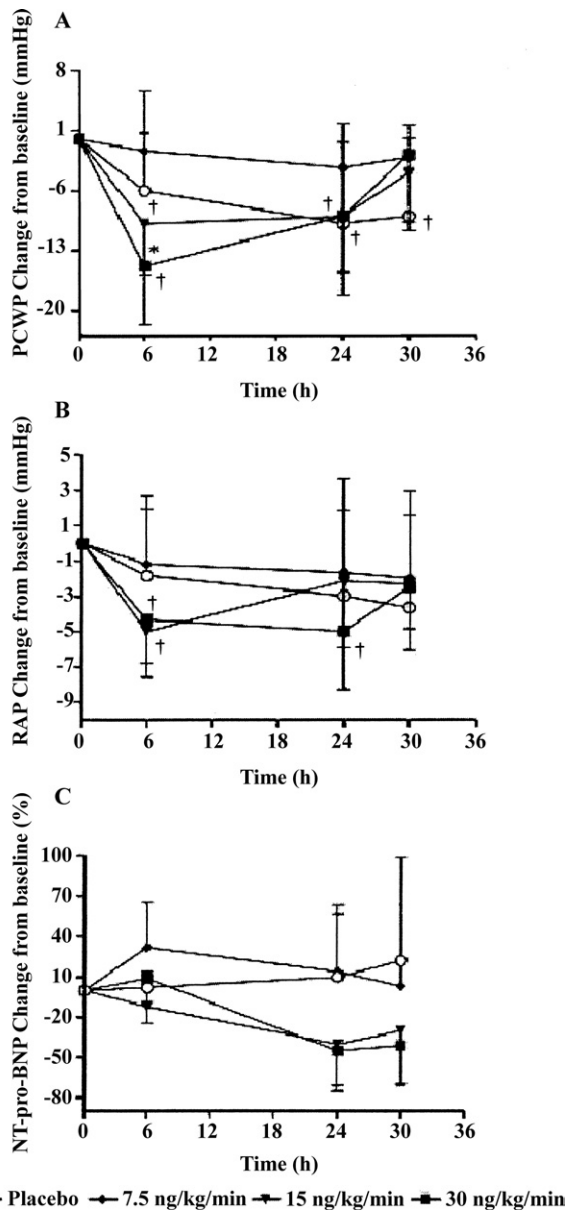 8
1
-6
-13
-20
PCWP Change from baseline (mmHg)
†
*
†
†
†
†
0 6 12 18 24 30 36
Time (h)
B
RAP Change from baseline (mmHg)
5
3
1
-1
-3
-5
-7
-9
†
†
†
0 6 12 18 24 30 36
Time (h)
C
NT-pro-BNP Change from baseline (%)
100
70
40
10
-20
-50
-80
0 6 12 18 24 30 36
Time (h)
Placebo 7.5 ng/kg/min 15 ng/kg/min 30 ng/kg/min